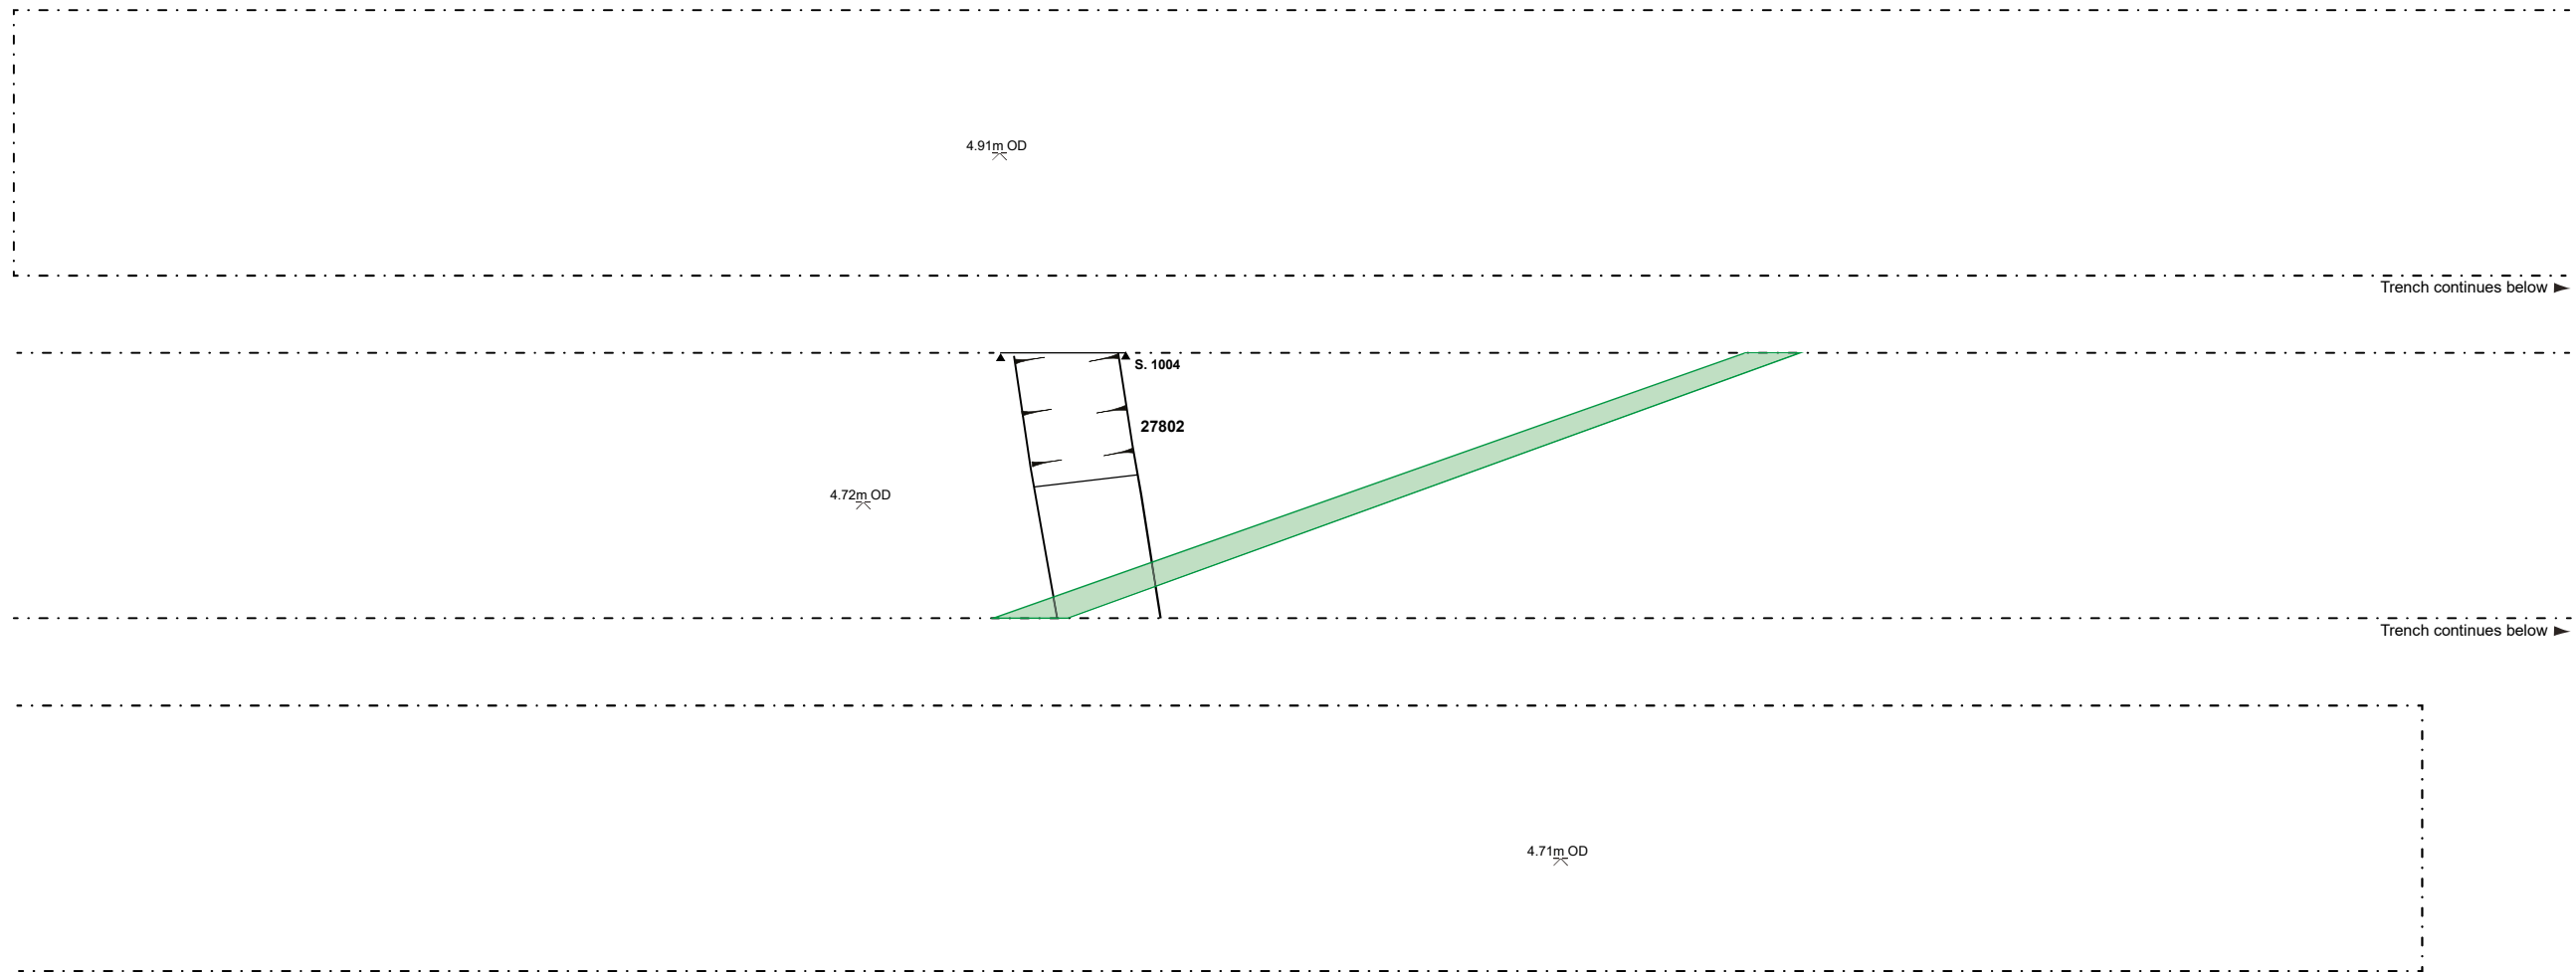 4.91m OD
Trench continues below
S. 1004
27802
4.72m OD
Trench continues below
4.71m OD